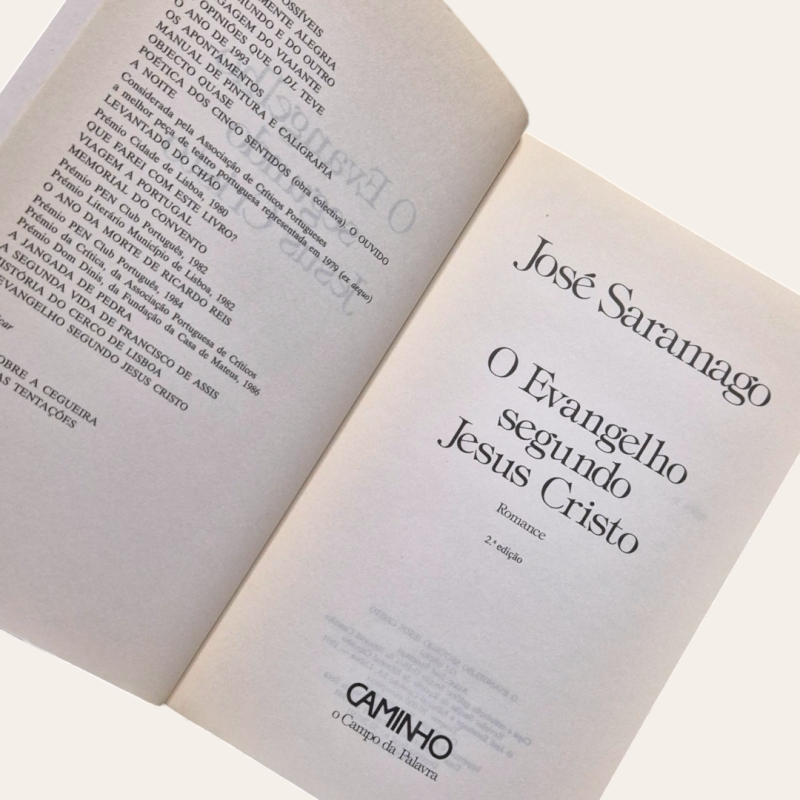 OSSÍVEIS
MENTE ALEGRIA
MUNDO E DO OUTRO
GAGEM DO VIAJANTE
OPINIÕES QUE O DL TEVE
O ANO DE 1993
OS APONTAMENTOS
MANUAL DE PINTURA E CALIGRAFIA
OBJECTO QUASE
POÉTICA DOS CINCO SENTIDOS (obra colectiva). O OUVIDO
A NOITE
Considerada pela Associação de Críticos Portugueses
a melhor peça de teatro português representada em 1979 (ex aequo)
LEVANTADO DO CHÃO
Prémio Cidade de Lisboa, 1980
QUE FAREI COM ESTE LIVRO?
VIAGEM A PORTUGAL
MEMORIAL DO CONVENTO
Prémio PEN Club Português, 1982
Prémio Literário Município de Lisboa, 1982
O ANO DA MORTE DE RICARDO REIS
Prémio PEN Club Português, 1984
Prémio da Crítica, da Associação Portuguesa de Críticos
Prémio Dom Dinis, da Fundação da Casa de Mateus, 1986
A JANGADA DE PEDRA
A SEGUNDA VIDA DE FRANCISCO DE ASSIS
HISTÓRIA DO CERCO DE LISBOA
EVANGELHO SEGUNDO JESUS CRISTO
icar
OBRE A CEGUEIRA
AS TENTAÇÕES
José Saramago
O Evangelho
segundo
Jesus Cristo
Romance
2.ª edição
CAMINHO
o Campo da Palavra